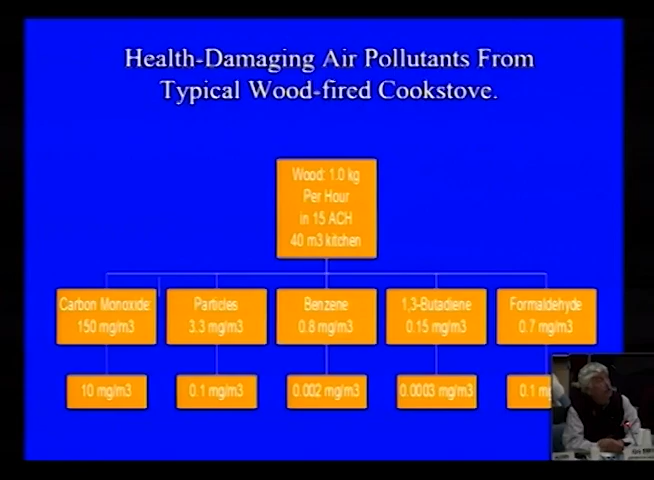 Health-Damaging Air Pollutants From
Typical Wood-fired Cookstove.
Wood: 1.0 kg
Per Hour
in 15 ACH
40 m3 kitchen
Carbon Monoxide:
150 mg/m3
Particles
3.3 mg/m3
Benzene
0.8 mg/m3
1,3-Butadiene
0.15 mg/m3
Formaldehyde
0.7 mg/m3
10 mg/m3
0.1 mg/m3
0.002 mg/m3
0.0003 mg/m3
0.1